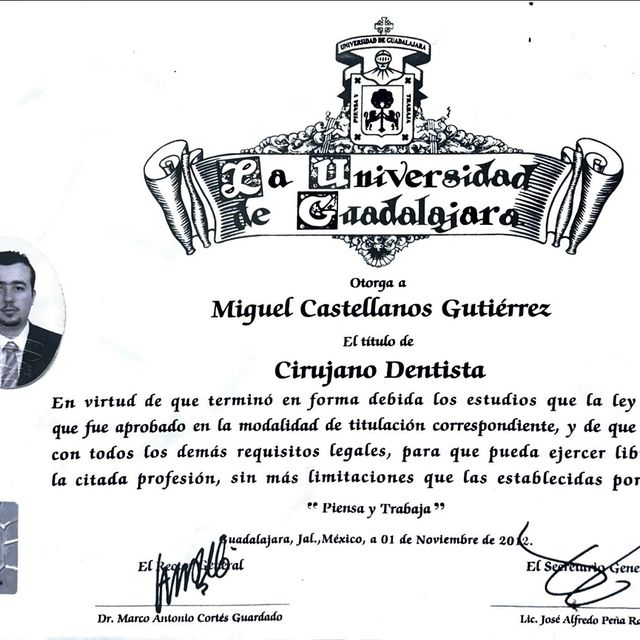 UNIVERSIDAD DE GUADALAJARA
PIENSA Y TRABAJA
La Universidad
de Guadalajara
Otorga a
Miguel Castellanos Gutiérrez
El título de
Cirujano Dentista
En virtud de que terminó en forma debida los estudios que la ley
que fue aprobado en la modalidad de titulación correspondiente, y de que
con todos los demás requisitos legales, para que pueda ejercer lib
la citada profesión, sin más limitaciones que las establecidas por
“Piensa y Trabaja”
Guadalajara, Jal.,México, a 01 de Noviembre de 2012.
El Rector General
El Secretario Gene
Dr. Marco Antonio Cortés Guardado
Lic. José Alfredo Peña Ra